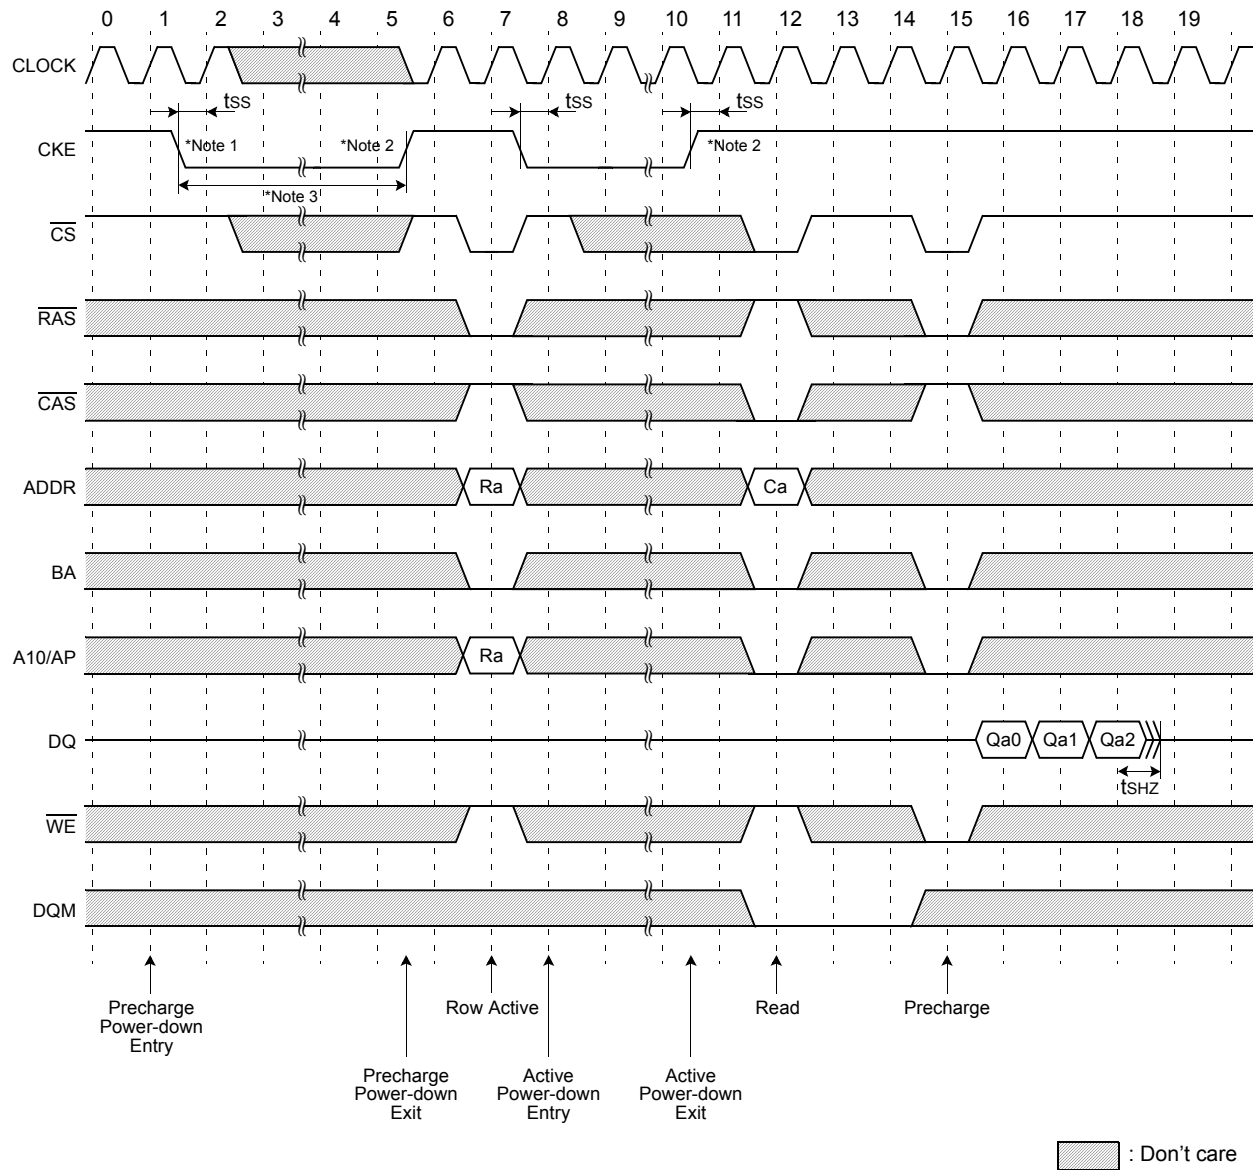 0 1 2 3 4 5 6 7 8 9 10 11 12 13 14 15 16 17 18 19
CLOCK
tSS tSS tSS
CKE *Note 1 *Note 2 *Note 2
*Note 3
CS
RAS
CAS
ADDR Ra Ca
BA
A10/AP Ra
DQ Qa0 Qa1 Qa2
tSHZ
WE
DQM
Precharge
Power-down
Entry
Row Active
Read
Precharge
Precharge
Power-down
Exit
Active
Power-down
Entry
Active
Power-down
Exit
: Don't care